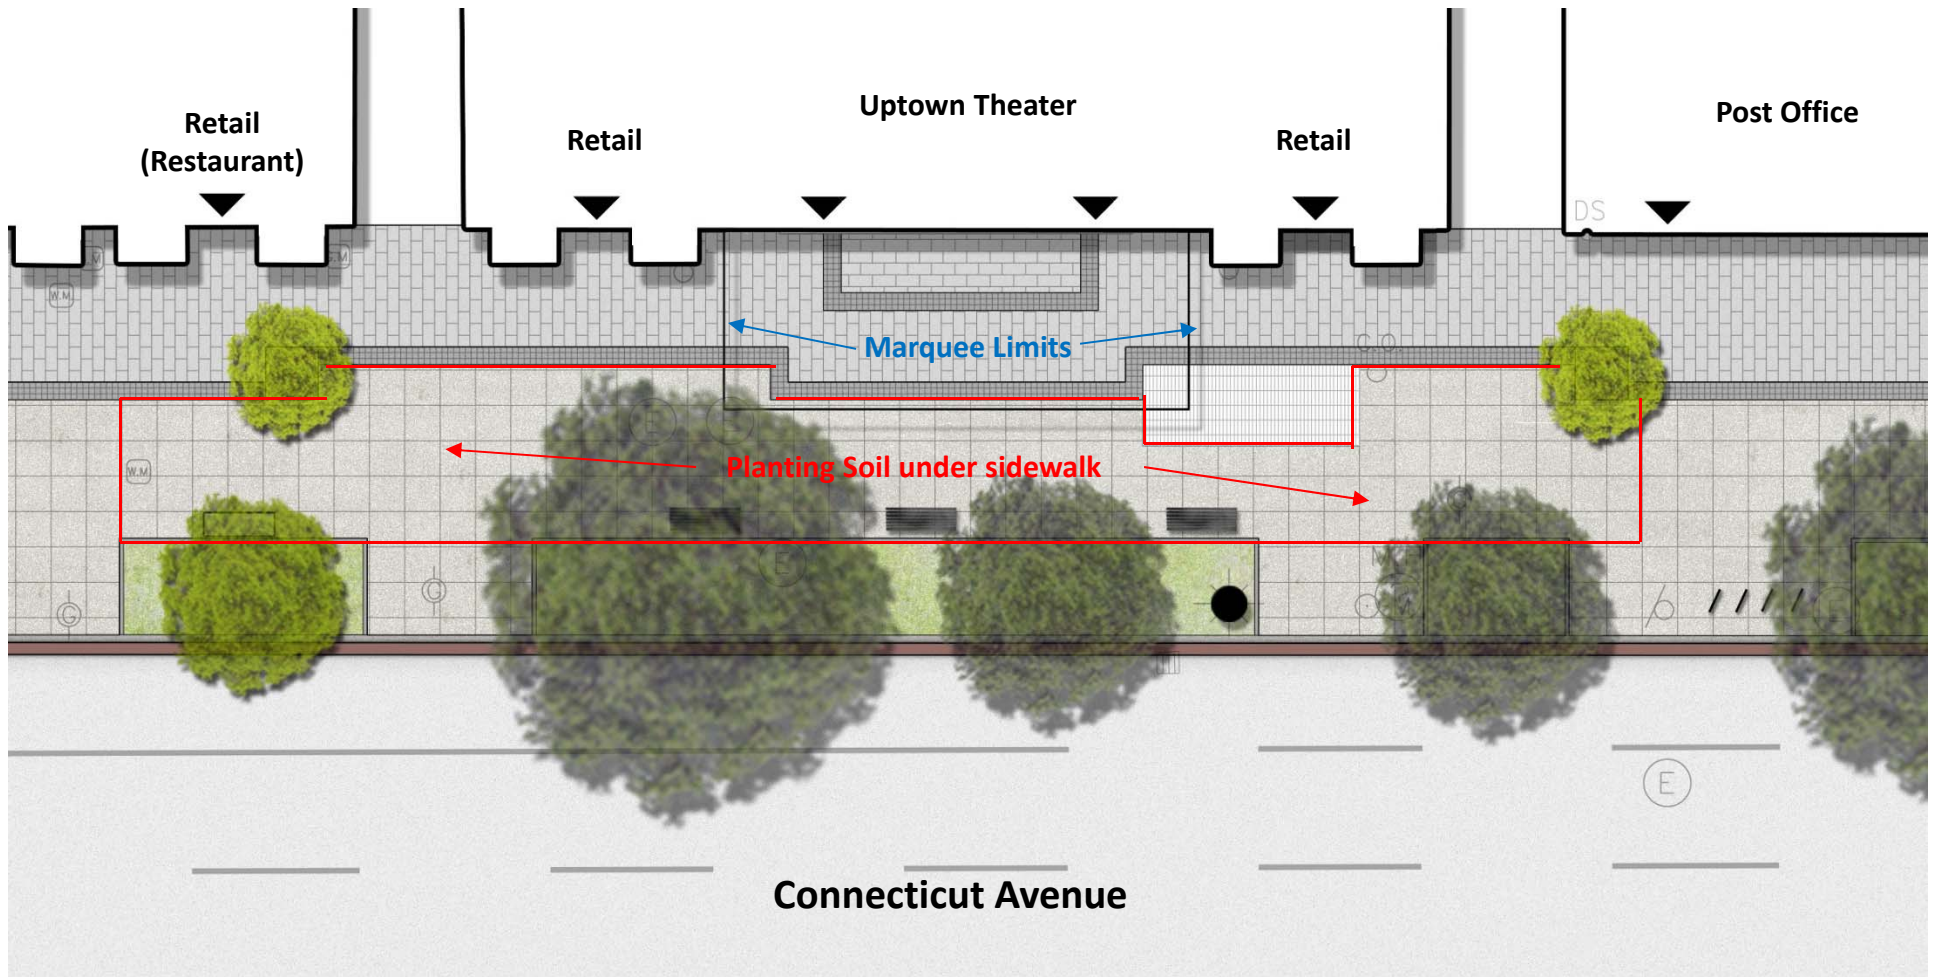 Retail
(Restaurant)
Retail
Uptown Theater
Retail
Post Office
DS
W.M
Marquee Limits
C.O.
E
W.M
Planting Soil under sidewalk
E
G
G
E
Connecticut Avenue